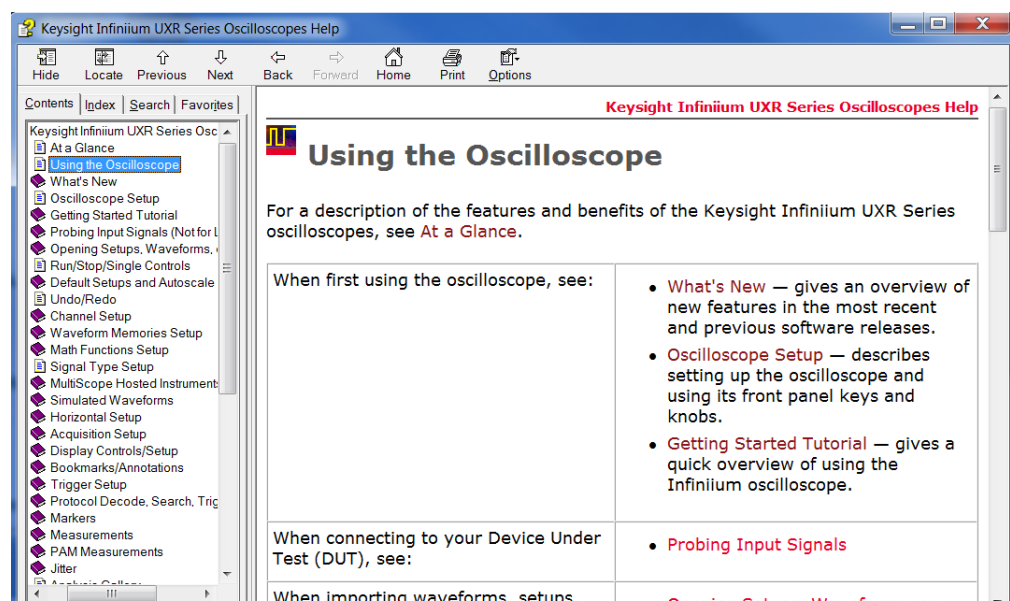 Keysight Infiniium UXR Series Oscilloscopes Help
Hide Locate Previous Next Back Forward Home Print Options
Contents Index Search Favorites
Keysight Infiniium UXR Series Osc
At a Glance
Using the Oscilloscope
What's New
Oscilloscope Setup
Getting Started Tutorial
Probing Input Signals (Not for L
Opening Setups, Waveforms,
Run/Stop/Single Controls
Default Setups and Autoscale
Undo/Redo
Channel Setup
Waveform Memories Setup
Math Functions Setup
Signal Type Setup
MultiScope Hosted Instrument
Simulated Waveforms
Horizontal Setup
Acquisition Setup
Display Controls/Setup
Bookmarks/Annotations
Trigger Setup
Protocol Decode, Search, Trig
Markers
Measurements
PAM Measurements
Jitter
Analysis Gallery
Keysight Infiniium UXR Series Oscilloscopes Help
Using the Oscilloscope
For a description of the features and benefits of the Keysight Infiniium UXR Series
oscilloscopes, see At a Glance.
When first using the oscilloscope, see:
• What's New — gives an overview of
new features in the most recent
and previous software releases.
• Oscilloscope Setup — describes
setting up the oscilloscope and
using its front panel keys and
knobs.
• Getting Started Tutorial — gives a
quick overview of using the
Infiniium oscilloscope.
When connecting to your Device Under
Test (DUT), see:
• Probing Input Signals
When importing waveforms, setups